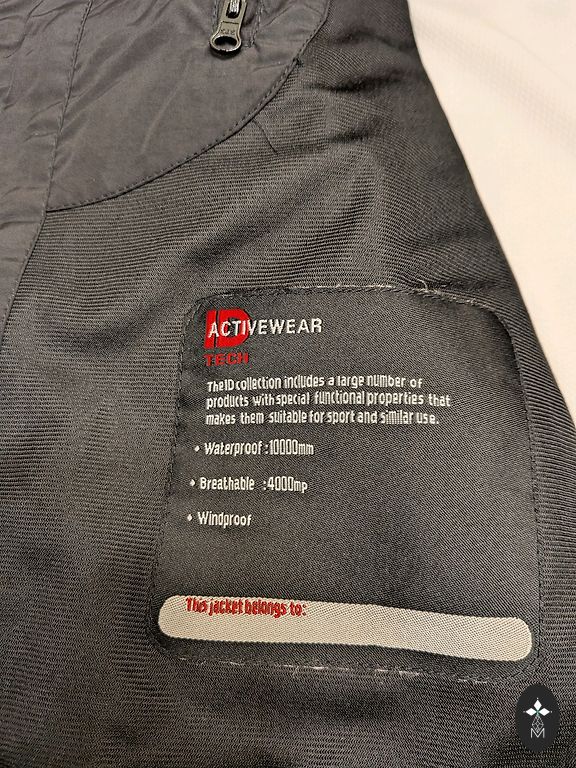 ID
ACTIVEWEAR
TECH
The ID collection includes a large number of
products with special functional properties that
makes them suitable for sport and similar use.
• Waterproof :10000mm
• Breathable :4000mp
• Windproof
This jacket belongs to: